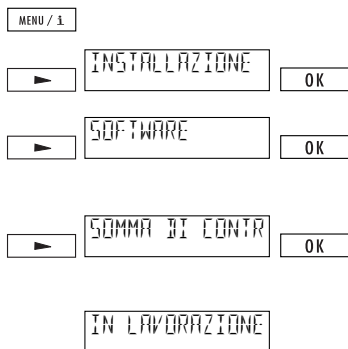 MENU / i
INSTALLAZIONE
OK
SOFTWARE
OK
SOMMA DI CONTR
OK
IN LAVORAZIONE